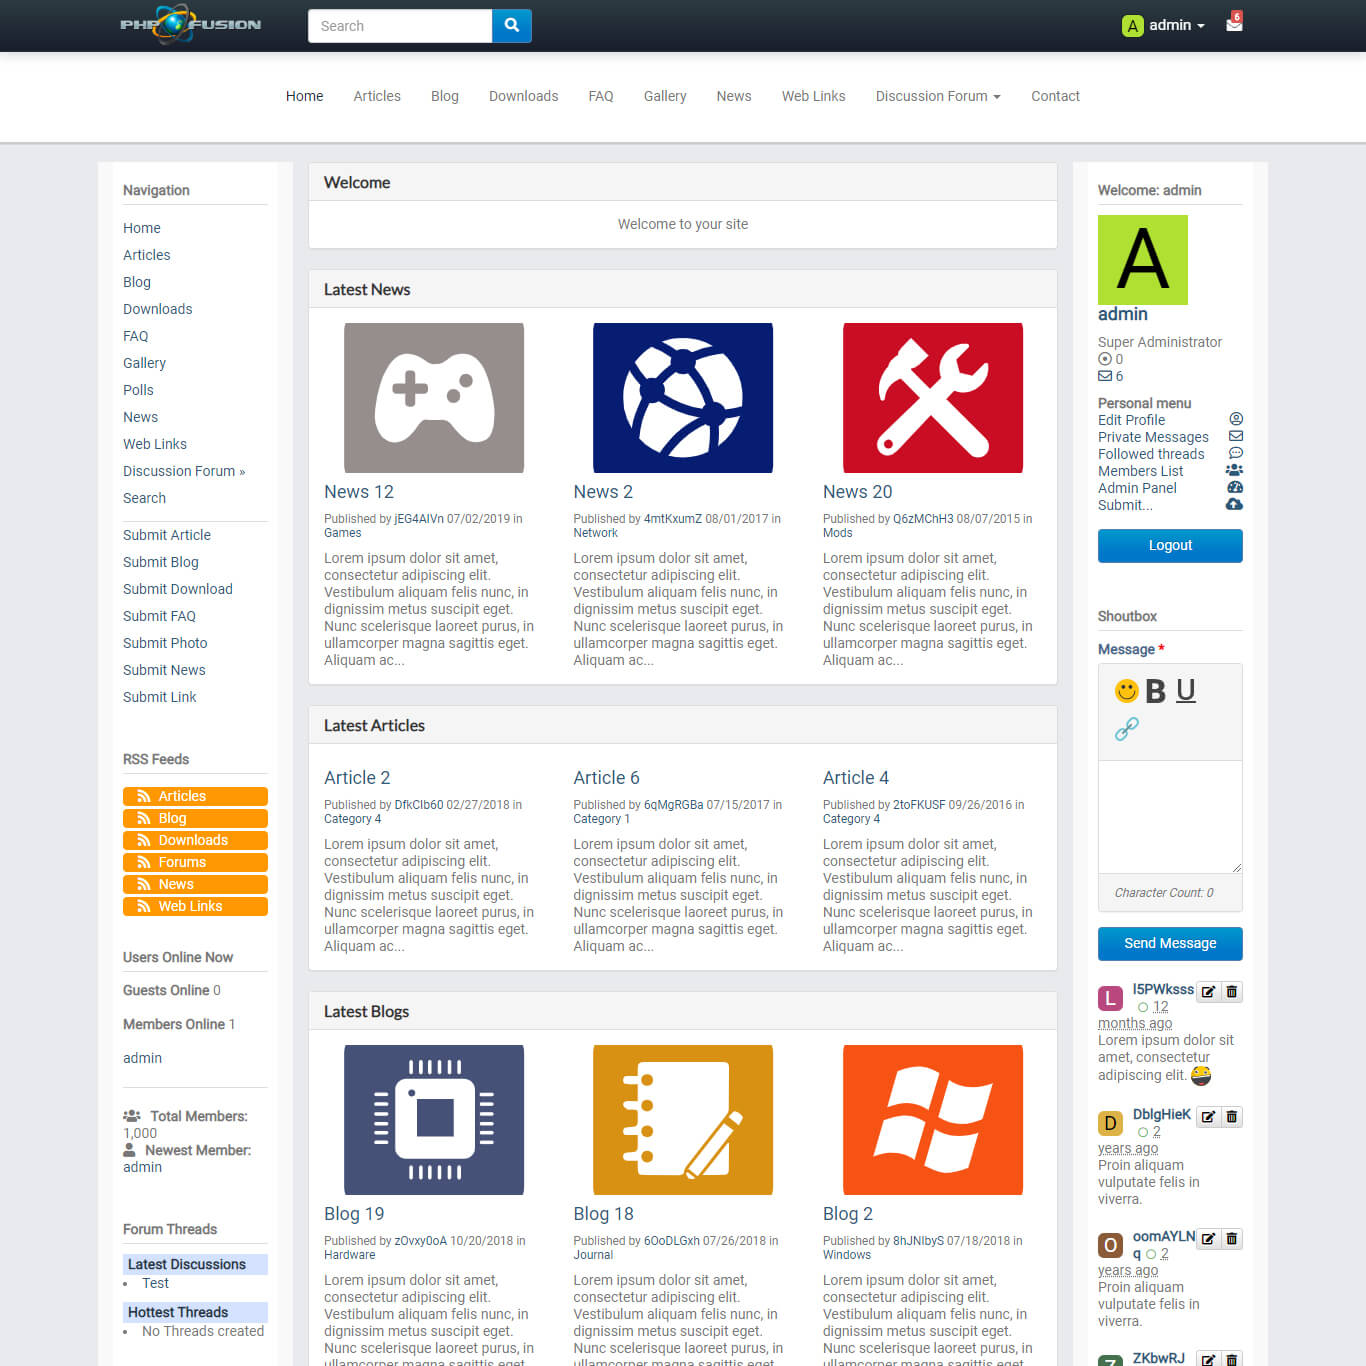 PHP FUSION
Search
A admin
6
Home Articles Blog Downloads FAQ Gallery News Web Links Discussion Forum Contact
Navigation
Home
Articles
Blog
Downloads
FAQ
Gallery
Polls
News
Web Links
Discussion Forum »
Search
Submit Article
Submit Blog
Submit Download
Submit FAQ
Submit Photo
Submit News
Submit Link
RSS Feeds
Articles
Blog
Downloads
Forums
News
Web Links
Users Online Now
Guests Online 0
Members Online 1
admin
Total Members:
1,000
Newest Member:
admin
Forum Threads
Latest Discussions
• Test
Hottest Threads
• No Threads created
Welcome
Welcome to your site
Latest News
News 12
Published by jEG4AIVn 07/02/2019 in
Games
Lorem ipsum dolor sit amet,
consectetur adipiscing elit.
Vestibulum aliquam felis nunc, in
dignissim metus suscipit eget.
Nunc scelerisque laoreet purus, in
ullamcorper magna sagittis eget.
Aliquam ac...
News 2
Published by 4mtKxumZ 08/01/2017 in
Network
Lorem ipsum dolor sit amet,
consectetur adipiscing elit.
Vestibulum aliquam felis nunc, in
dignissim metus suscipit eget.
Nunc scelerisque laoreet purus, in
ullamcorper magna sagittis eget.
Aliquam ac...
News 20
Published by Q6zMChH3 08/07/2015 in
Mods
Lorem ipsum dolor sit amet,
consectetur adipiscing elit.
Vestibulum aliquam felis nunc, in
dignissim metus suscipit eget.
Nunc scelerisque laoreet purus, in
ullamcorper magna sagittis eget.
Aliquam ac...
Latest Articles
Article 2
Published by DfkCIb60 02/27/2018 in
Category 4
Lorem ipsum dolor sit amet,
consectetur adipiscing elit.
Vestibulum aliquam felis nunc, in
dignissim metus suscipit eget.
Nunc scelerisque laoreet purus, in
ullamcorper magna sagittis eget.
Aliquam ac...
Article 6
Published by 6qMgRGBa 07/15/2017 in
Category 1
Lorem ipsum dolor sit amet,
consectetur adipiscing elit.
Vestibulum aliquam felis nunc, in
dignissim metus suscipit eget.
Nunc scelerisque laoreet purus, in
ullamcorper magna sagittis eget.
Aliquam ac...
Article 4
Published by 2toFKUSF 09/26/2016 in
Category 4
Lorem ipsum dolor sit amet,
consectetur adipiscing elit.
Vestibulum aliquam felis nunc, in
dignissim metus suscipit eget.
Nunc scelerisque laoreet purus, in
ullamcorper magna sagittis eget.
Aliquam ac...
Latest Blogs
Blog 19
Published by zOvxy0oA 10/20/2018 in
Hardware
Lorem ipsum dolor sit amet,
consectetur adipiscing elit.
Vestibulum aliquam felis nunc, in
dignissim metus suscipit eget.
Nunc scelerisque laoreet purus, in
ullamcorper magna sagittis eget.
Blog 18
Published by 6OoDLGxh 07/26/2018 in
Journal
Lorem ipsum dolor sit amet,
consectetur adipiscing elit.
Vestibulum aliquam felis nunc, in
dignissim metus suscipit eget.
Nunc scelerisque laoreet purus, in
ullamcorper magna sagittis eget.
Blog 2
Published by 8hJNIbyS 07/18/2018 in
Windows
Lorem ipsum dolor sit amet,
consectetur adipiscing elit.
Vestibulum aliquam felis nunc, in
dignissim metus suscipit eget.
Nunc scelerisque laoreet purus, in
ullamcorper magna sagittis eget.
Welcome: admin
A
admin
Super Administrator
0
6
Personal menu
Edit Profile
Private Messages
Followed threads
Members List
Admin Panel
Submit...
Logout
Shoutbox
Message *
B U
Character Count: 0
Send Message
L I5PWksss
12
months ago
Lorem ipsum dolor sit
amet, consectetur
adipiscing elit.
D DblgHieK
2
years ago
Proin aliquam
vulputate felis in
viverra.
O oomAYLN
q 2
years ago
Proin aliquam
vulputate felis in
viverra.
Z ZKbwRJ